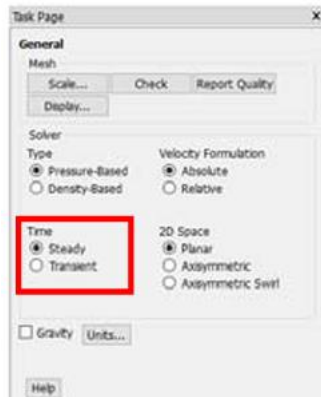 Task Page X
General
Mesh
Scale... Check Report Quality
Display...
Solver
Type Velocity Formulation
Pressure-Based Absolute
Density-Based Relative
Time 2D Space
Steady Planar
Transient Axisymmetric
Axisymmetric Swirl
Gravity Units...
Help